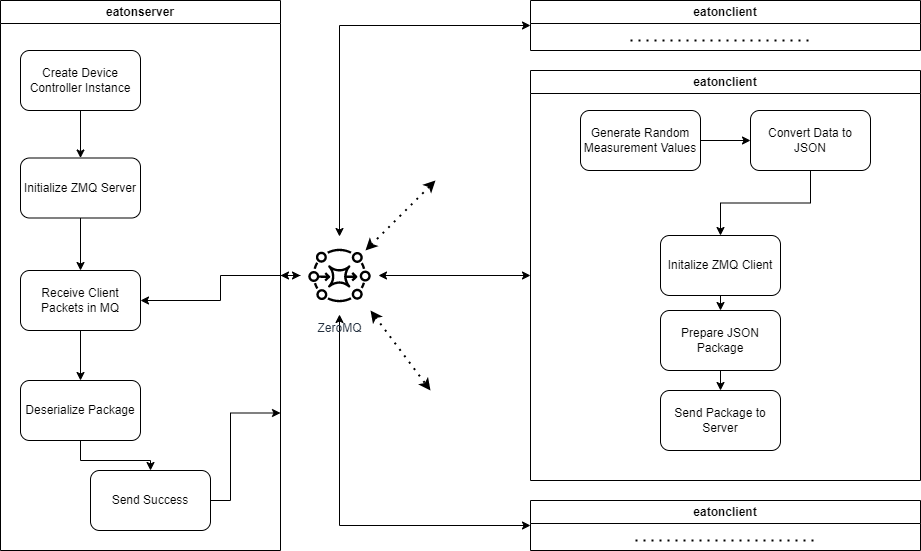 eatonserver
Create Device
Controller Instance
Initialize ZMQ Server
Receive Client
Packets in MQ
Deserialize Package
Send Success
ZeroMQ
eatonclient
. . . . . . . . . . . . . . . . . . . . . . .
eatonclient
Generate Random
Measurement Values
Convert Data to
JSON
Initalize ZMQ Client
Prepare JSON
Package
Send Package to
Server
eatonclient
. . . . . . . . . . . . . . . . . . . . . . .